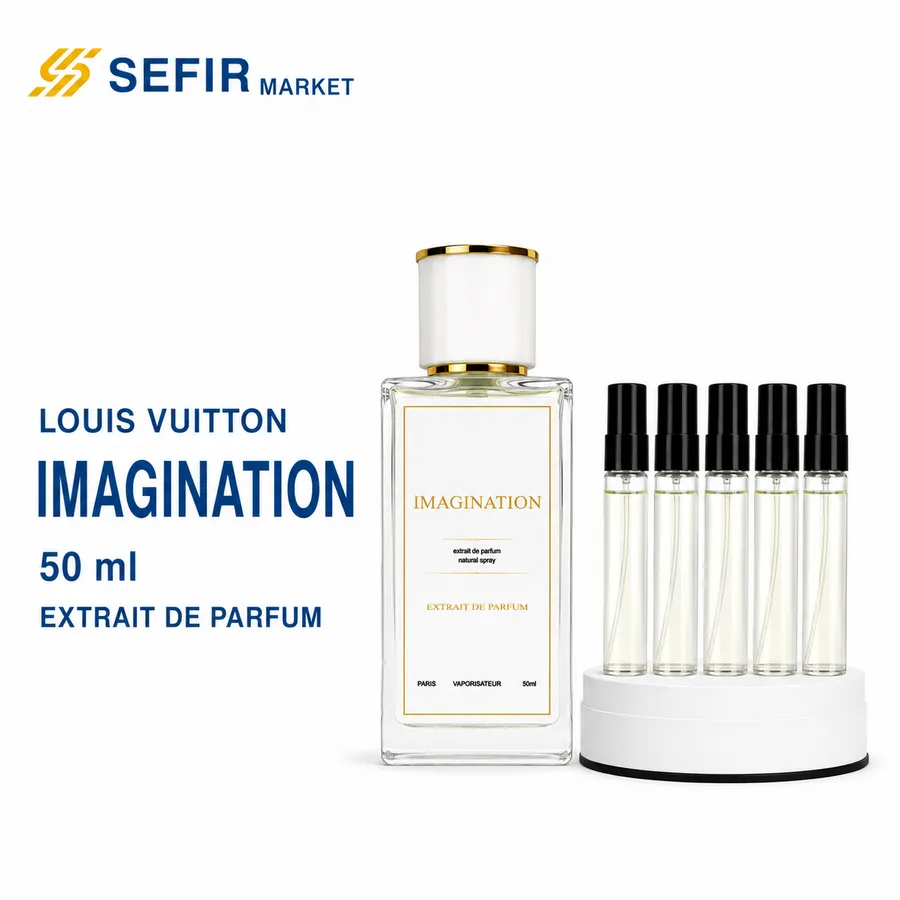 SEFIR MARKET
LOUIS VUITTON
IMAGINATION
50 ml
EXTRAIT DE PARFUM
IMAGINATION
extrait de parfum
natural spray
EXTRAIT DE PARFUM
PARIS VAPORISATEUR 50ml